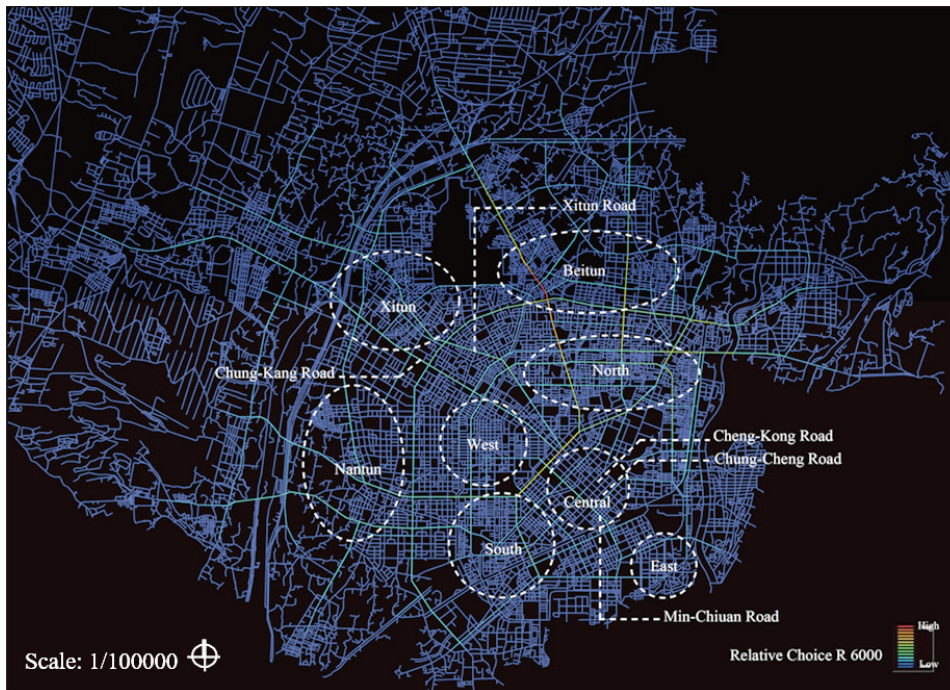 Xitun Road
Beitun
Xitun
Chung-Kang Road
North
Cheng-Kong Road
West
Chung-Cheng Road
Nantun
Central
South
East
Min-Chiuan Road
High
Scale: 1/100000
Relative Choice R 6000
Low